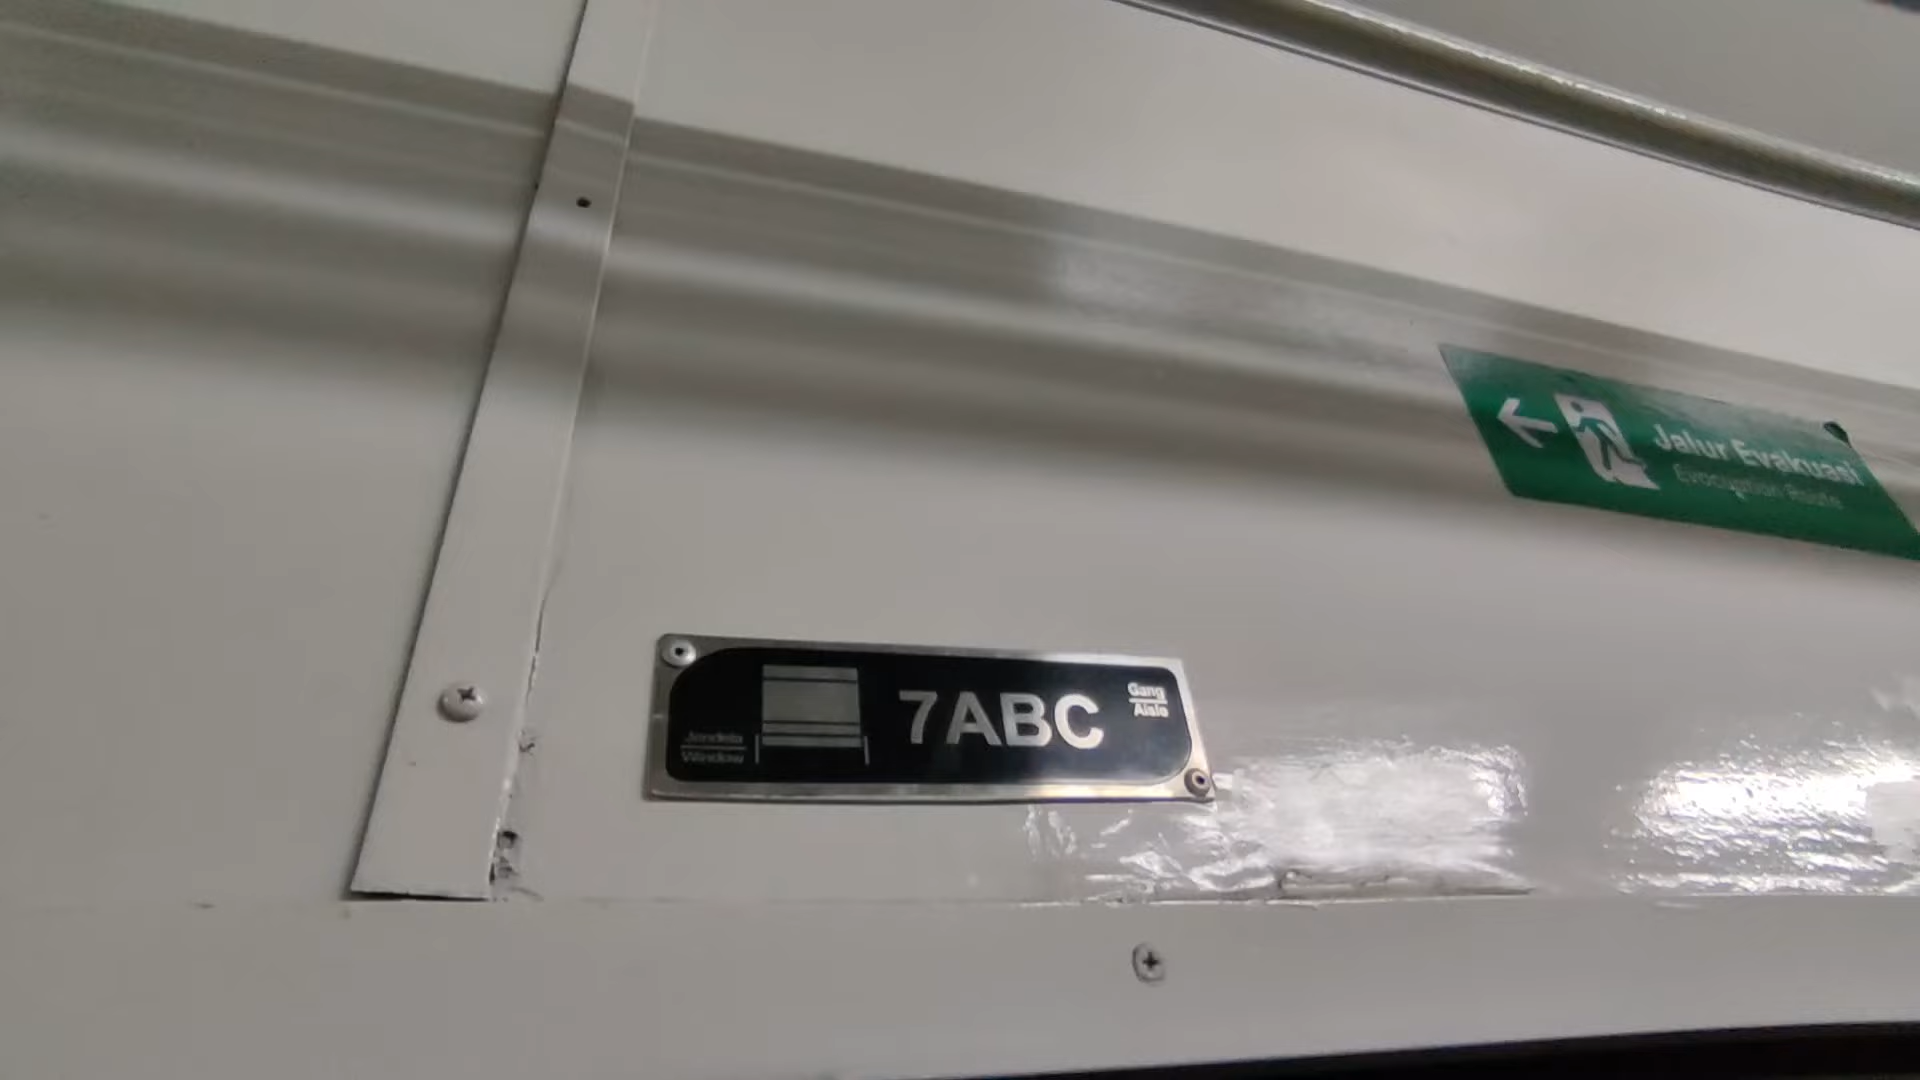 Jalur Evakuasi
Evacuation Route
Jendela
Window
7ABC
Gang
Aisle